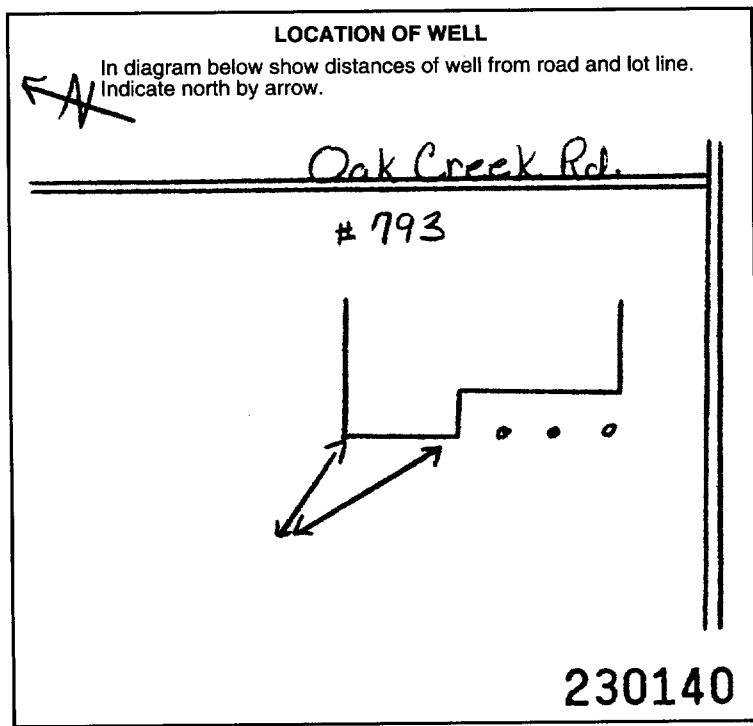 LOCATION OF WELL
In diagram below show distances of well from road and lot line.
Indicate north by arrow.
N
Oak Creek Rd.
# 793
230140